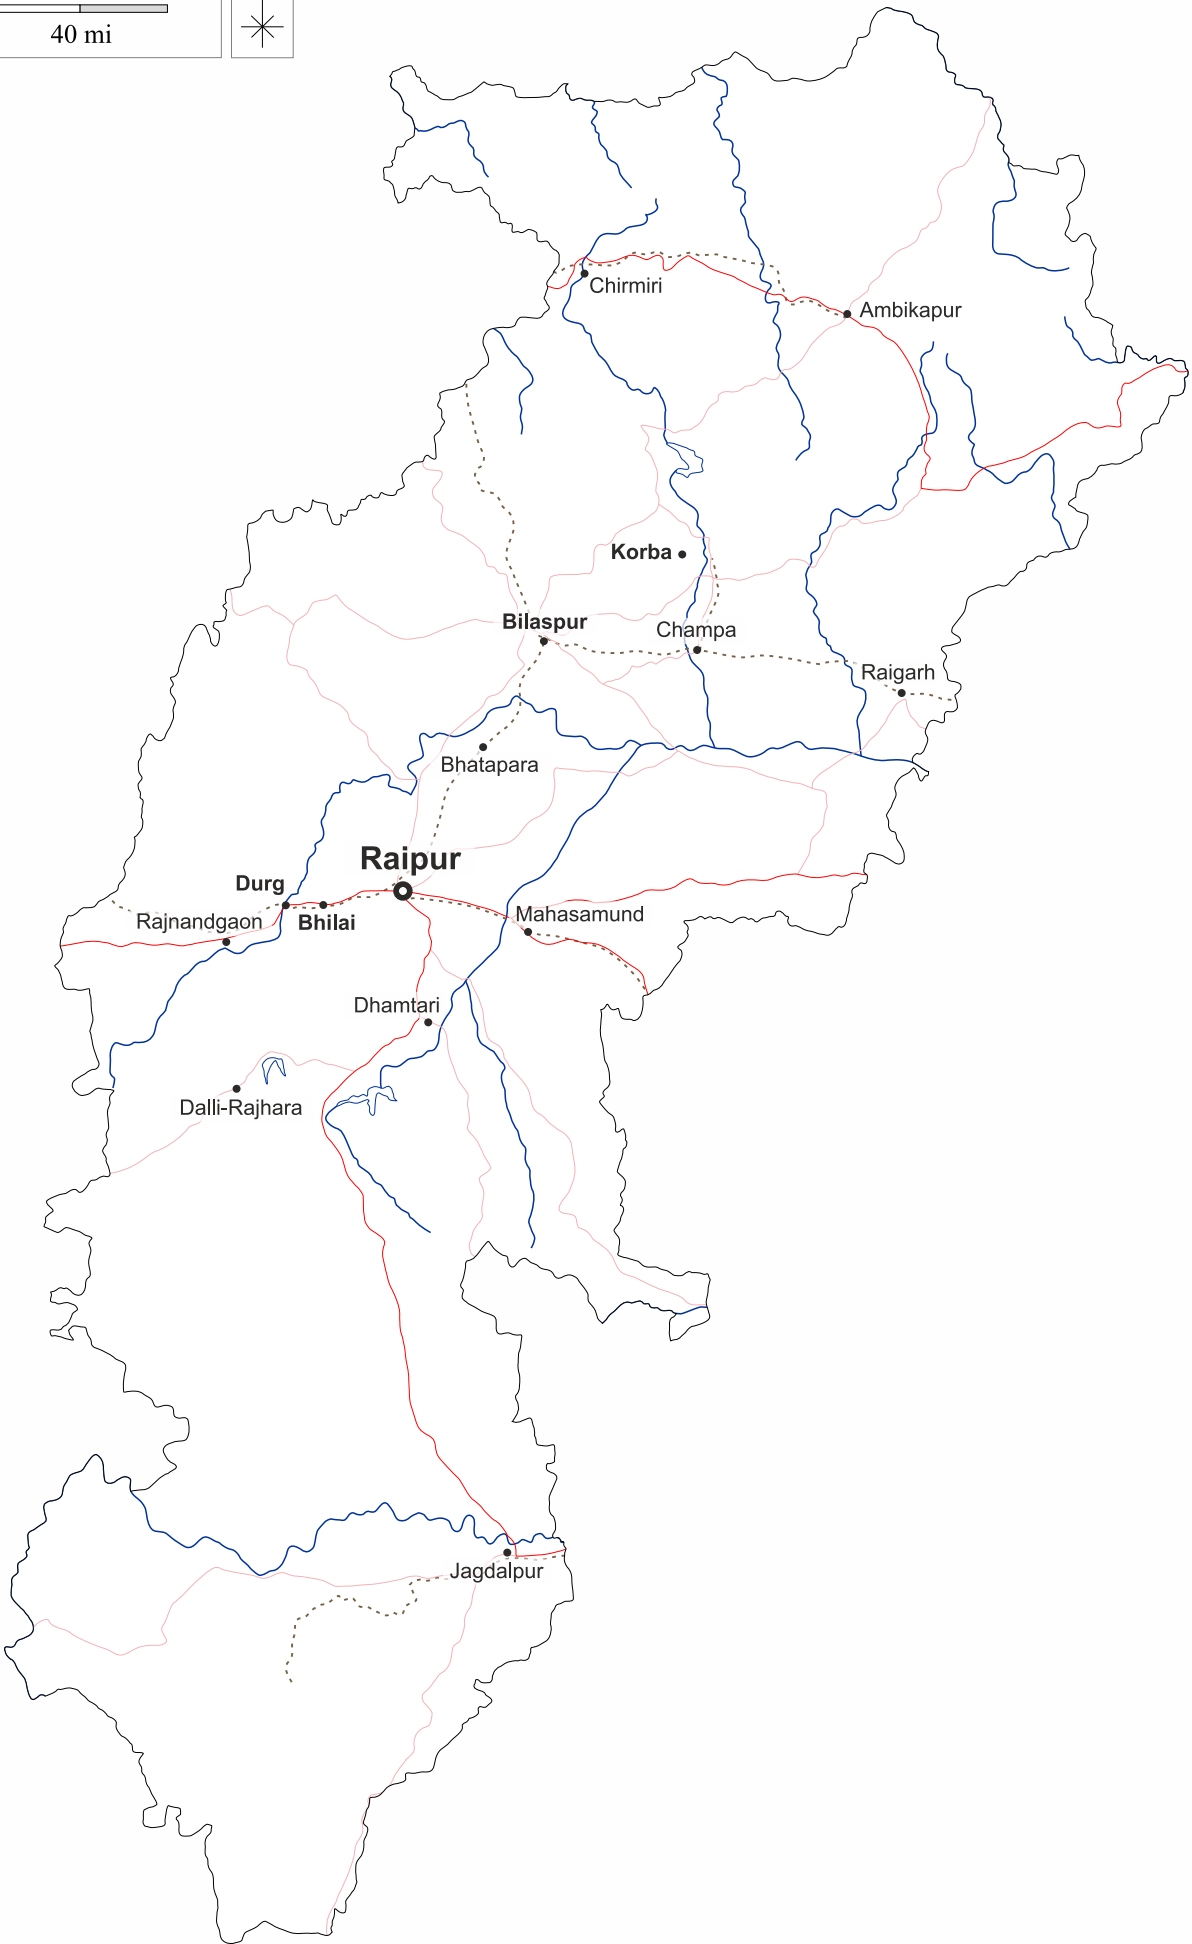 40 mi
Chirmiri
Ambikapur
Korba
Bilaspur
Champa
Raigarh
Bhatapara
Raipur
Durg
Rajnandgaon
Bhilai
Mahasamund
Dhamtari
Dalli-Rajhara
Jagdalpur